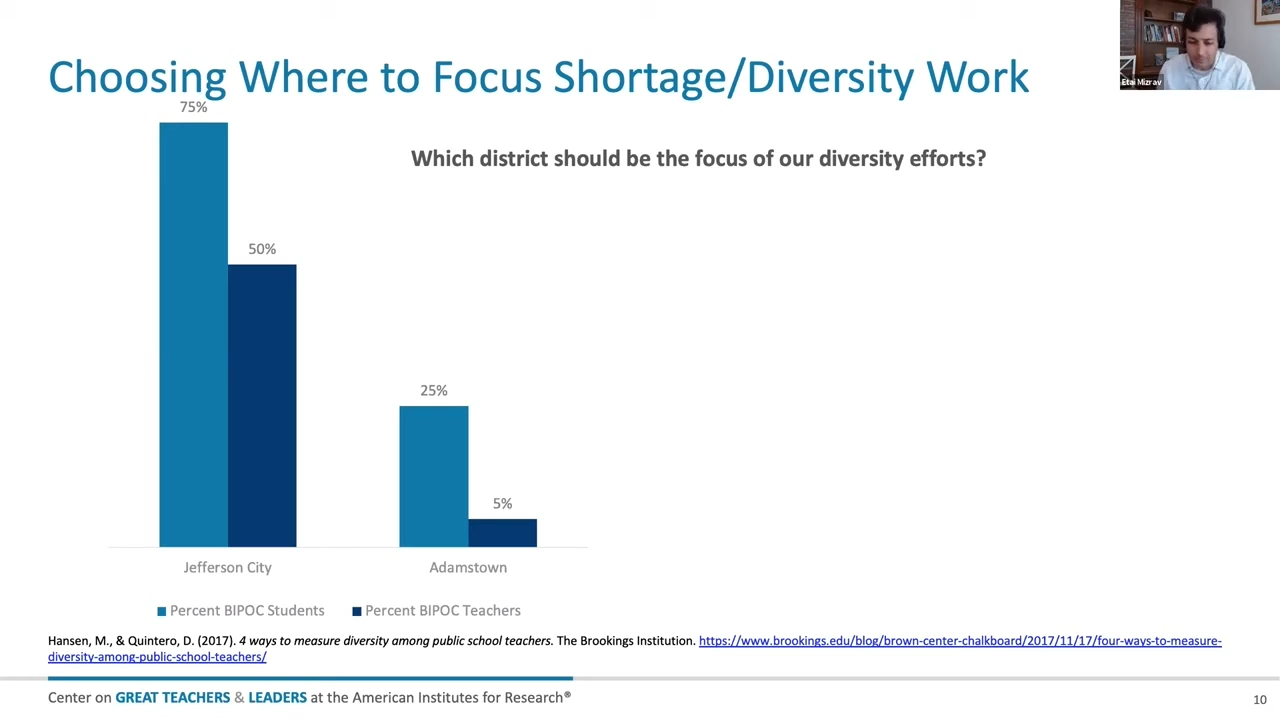 Choosing Where to Focus Shortage/Diversity Work
Etai Mizrav
Which district should be the focus of our diversity efforts?
75%
50%
25%
5%
Jefferson City
Adamstown
Percent BIPOC Students
Percent BIPOC Teachers
Hansen, M., & Quintero, D. (2017). 4 ways to measure diversity among public school teachers. The Brookings Institution. https://www.brookings.edu/blog/brown-center-chalkboard/2017/11/17/four-ways-to-measure-
diversity-among-public-school-teachers/
Center on GREAT TEACHERS & LEADERS at the American Institutes for Research®
10